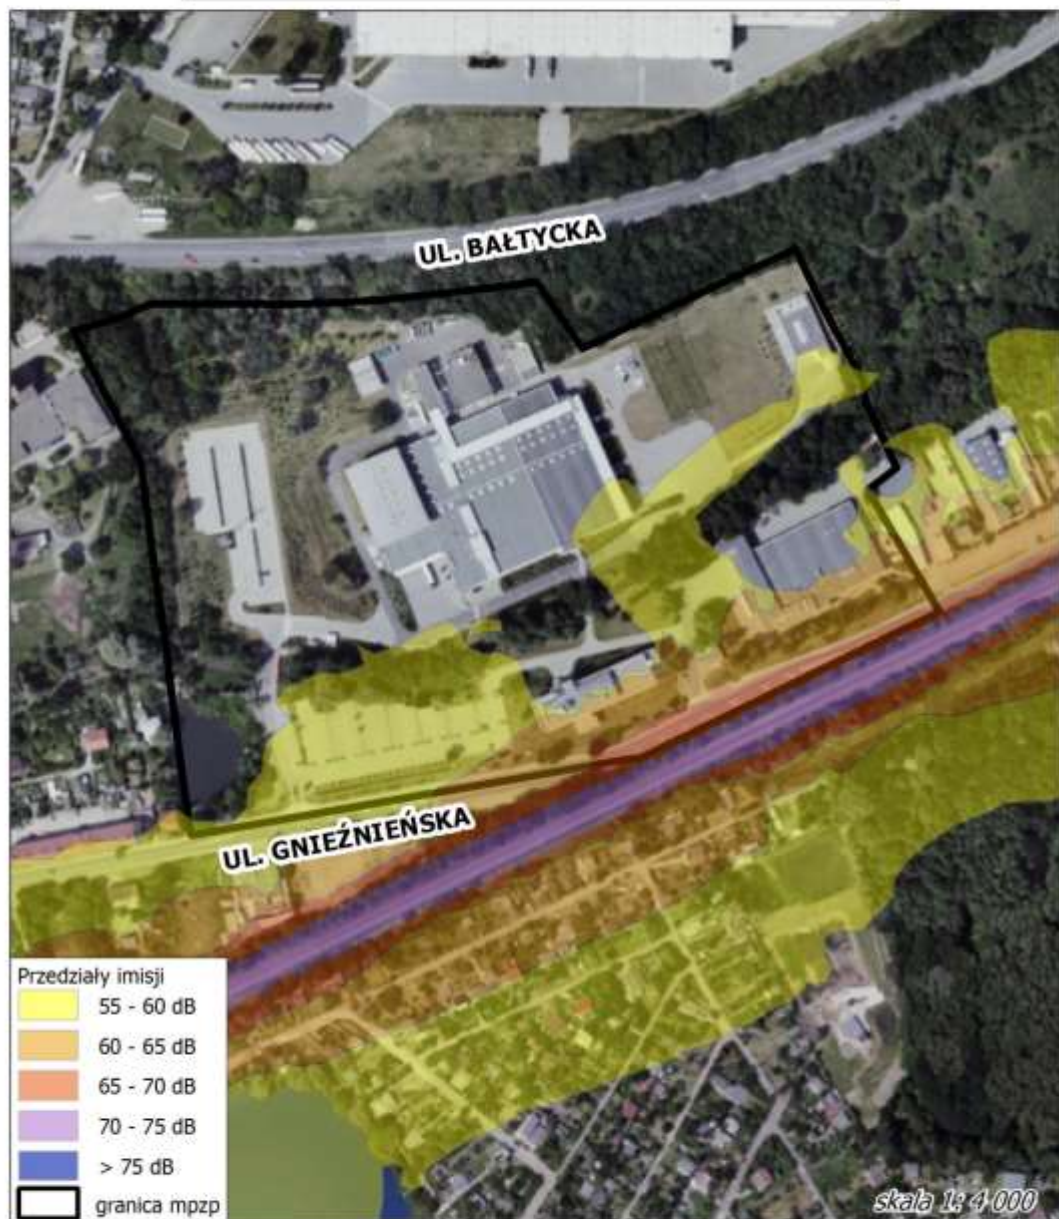 UL. BAŁTYCKA
UL. GNIEŹNIEŃSKA
Przedziały imisji
55 - 60 dB
60 - 65 dB
65 - 70 dB
70 - 75 dB
> 75 dB
granica mpzp
skala 1: 4 000